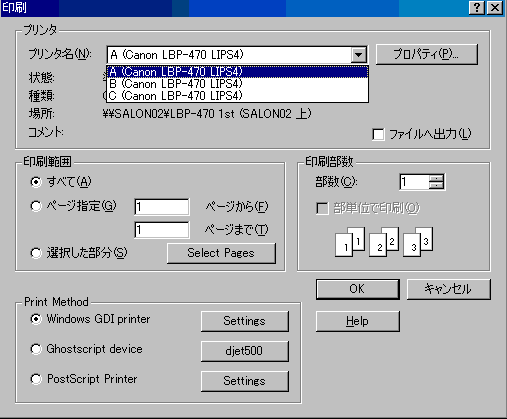 印刷
プリンタ
プリンタ名(N):
A (Canon LBP-470 LIPS4)
プロパティ(P)...
A (Canon LBP-470 LIPS4)
B (Canon LBP-470 LIPS4)
C (Canon LBP-470 LIPS4)
状態:
種類:
場所:
¥¥SALON02¥LBP-470 1st (SALON02 上)
コメント:
ファイルへ出力(L)
印刷範囲
すべて(A)
ページ指定(G)
1
ページから(F)
1
ページまで(T)
選択した部分(S)
Select Pages
印刷部数
部数(C):
1
部単位で印刷(O)
1 1 2 2 3 3
OK
キャンセル
Help
Print Method
Windows GDI printer
Settings
Ghostscript device
djet500
PostScript Printer
Settings